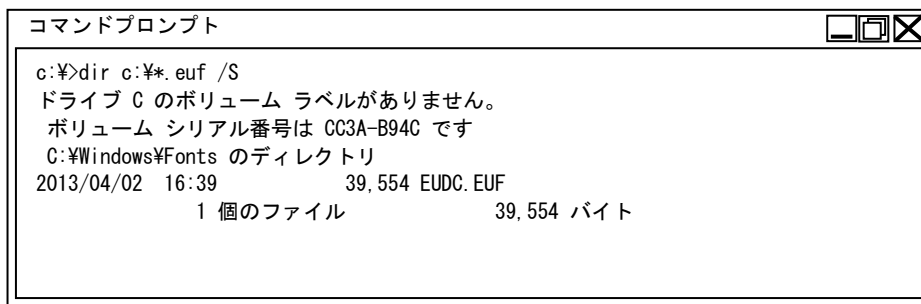 コマンドプロンプト
c:¥>dir c:¥*.euf /S
ドライブ C のボリューム ラベルがありません。
ボリューム シリアル番号は CC3A-B94C です
C:¥Windows¥Fonts のディレクトリ
2013/04/02 16:39 39,554 EUDC.EUF
1 個のファイル 39,554 バイト